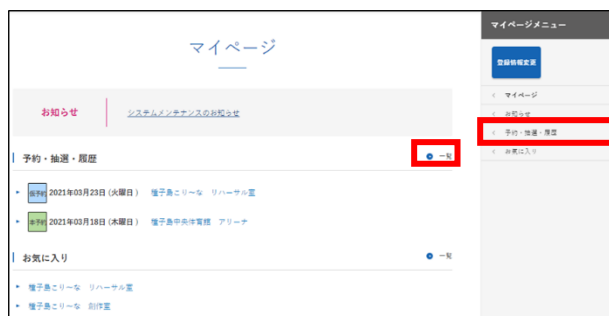 マイページ
お知らせ システムメンテナンスのお知らせ
予約・抽選・履歴 一覧
仮予約 2021年03月23日 (火曜日) 種子島こり〜な リハーサル室
本予約 2021年03月18日 (木曜日) 種子島中央体育館 アリーナ
お気に入り 一覧
種子島こり〜な リハーサル室
種子島こり〜な 創作室
マイページメニュー
登録情報変更
マイページ
お知らせ
予約・抽選・履歴
お気に入り